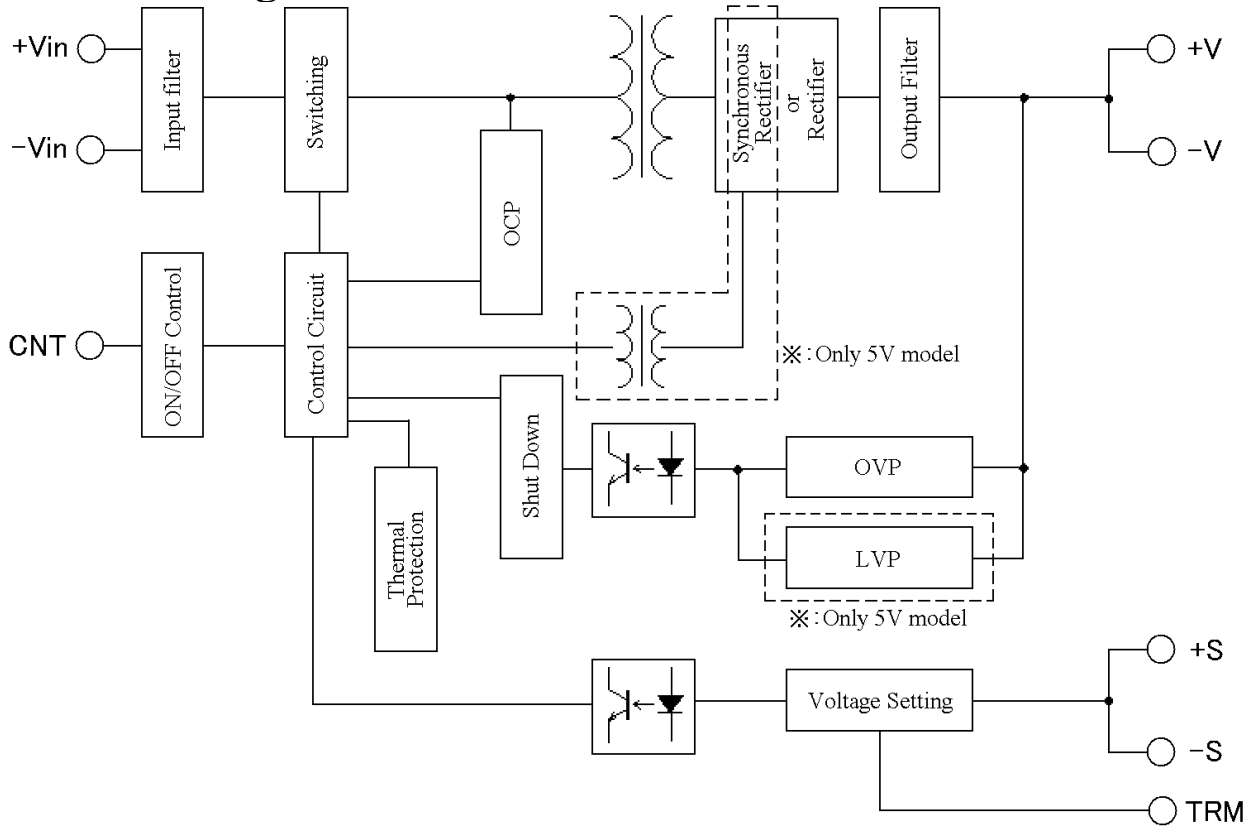 +Vin
−Vin
Input filter
Switching
OCP
Synchronous
Rectifier
or
Rectifier
Output Filter
+V
−V
CNT
ON/OFF Control
Control Circuit
※:Only 5V model
Shut Down
Thermal
Protection
OVP
LVP
※:Only 5V model
Voltage Setting
+S
−S
TRM